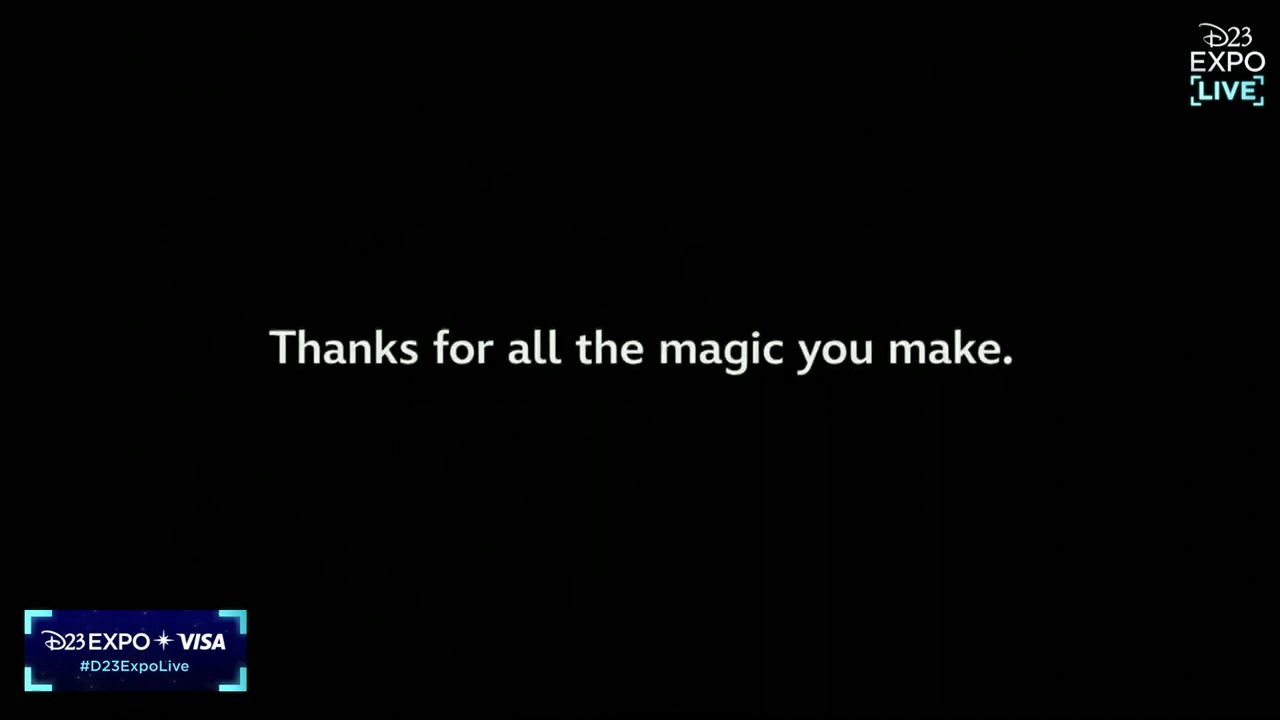 D23
EXPO
LIVE
Thanks for all the magic you make.
D23 EXPO VISA
#D23ExpoLive